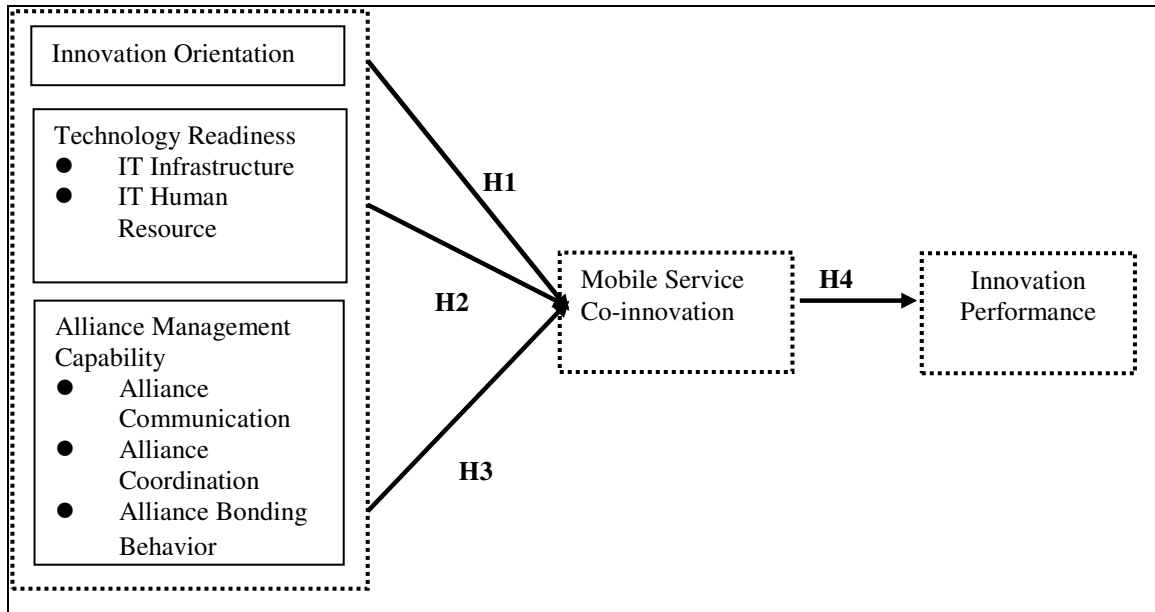 Innovation Orientation
Technology Readiness
● IT Infrastructure
● IT Human
Resource
Alliance Management
Capability
● Alliance
Communication
● Alliance
Coordination
● Alliance Bonding
Behavior
H1
H2
H3
Mobile Service
Co-innovation
H4
Innovation
Performance